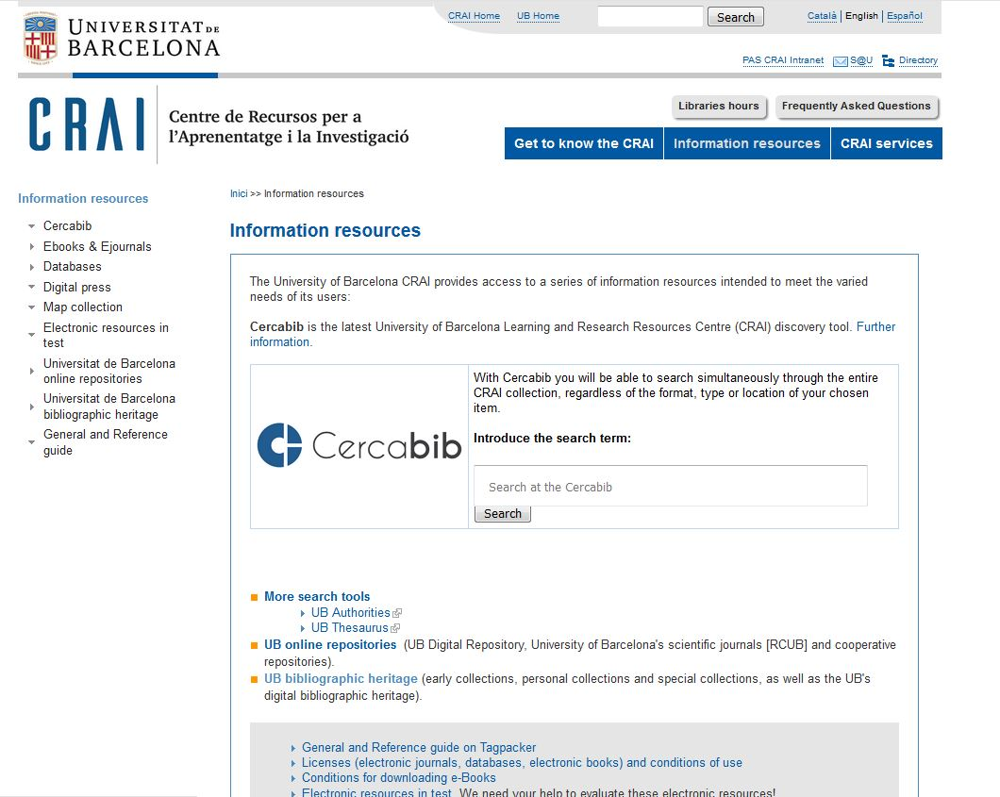 UNIVERSITAT DE
BARCELONA
CRAI Home UB Home Search Català | English | Español
PAS CRAI Intranet S@U Directory
CRAI
Centre de Recursos per a
l'Aprenentatge i la Investigació
Libraries hours Frequently Asked Questions
Get to know the CRAI Information resources CRAI services
Information resources
Cercabib
Ebooks & Ejournals
Databases
Digital press
Map collection
Electronic resources in
test
Universitat de Barcelona
online repositories
Universitat de Barcelona
bibliographic heritage
General and Reference
guide
Inici >> Information resources
Information resources
The University of Barcelona CRAI provides access to a series of information resources intended to meet the varied
needs of its users:
Cercabib is the latest University of Barcelona Learning and Research Resources Centre (CRAI) discovery tool. Further
information.
Cercabib
With Cercabib you will be able to search simultaneously through the entire
CRAI collection, regardless of the format, type or location of your chosen
item.
Introduce the search term:
Search at the Cercabib
Search
More search tools
UB Authorities
UB Thesaurus
UB online repositories (UB Digital Repository, University of Barcelona's scientific journals [RCUB] and cooperative
repositories).
UB bibliographic heritage (early collections, personal collections and special collections, as well as the UB's
digital bibliographic heritage).
General and Reference guide on Tagpacker
Licenses (electronic journals, databases, electronic books) and conditions of use
Conditions for downloading e-Books
Electronic resources in test. We need your help to evaluate these electronic resources!